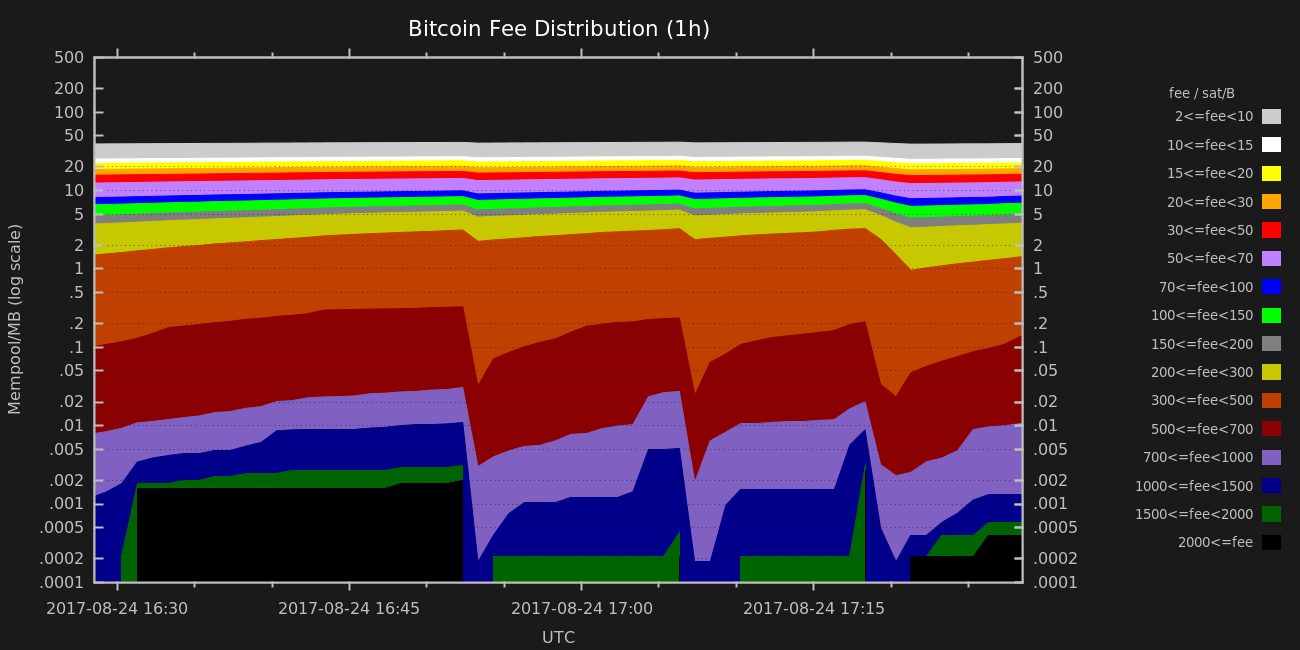 Bitcoin Fee Distribution (1h)
500 500
200 200
100 100
50 50
20 20
10 10
5 5
2 2
1 1
.5 .5
.2 .2
.1 .1
.05 .05
.02 .02
.01 .01
.005 .005
.002 .002
.001 .001
.0005 .0005
.0002 .0002
.0001 .0001
Mempool/MB (log scale)
2017-08-24 16:30 2017-08-24 16:45 2017-08-24 17:00 2017-08-24 17:15
UTC
fee / sat/B
2<=fee<10
10<=fee<15
15<=fee<20
20<=fee<30
30<=fee<50
50<=fee<70
70<=fee<100
100<=fee<150
150<=fee<200
200<=fee<300
300<=fee<500
500<=fee<700
700<=fee<1000
1000<=fee<1500
1500<=fee<2000
2000<=fee